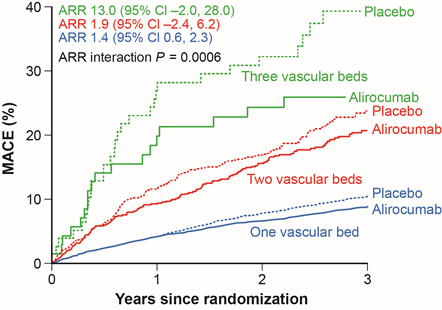 ARR 13.0 (95% CI –2.0, 28.0)
ARR 1.9 (95% CI –2.4, 6.2)
ARR 1.4 (95% CI 0.6, 2.3)
ARR interaction P = 0.0006
Placebo
Three vascular beds
Alirocumab
Placebo
Alirocumab
Two vascular beds
Placebo
Alirocumab
One vascular bed
MACE (%)
40
30
20
10
0
0
1
2
3
Years since randomization